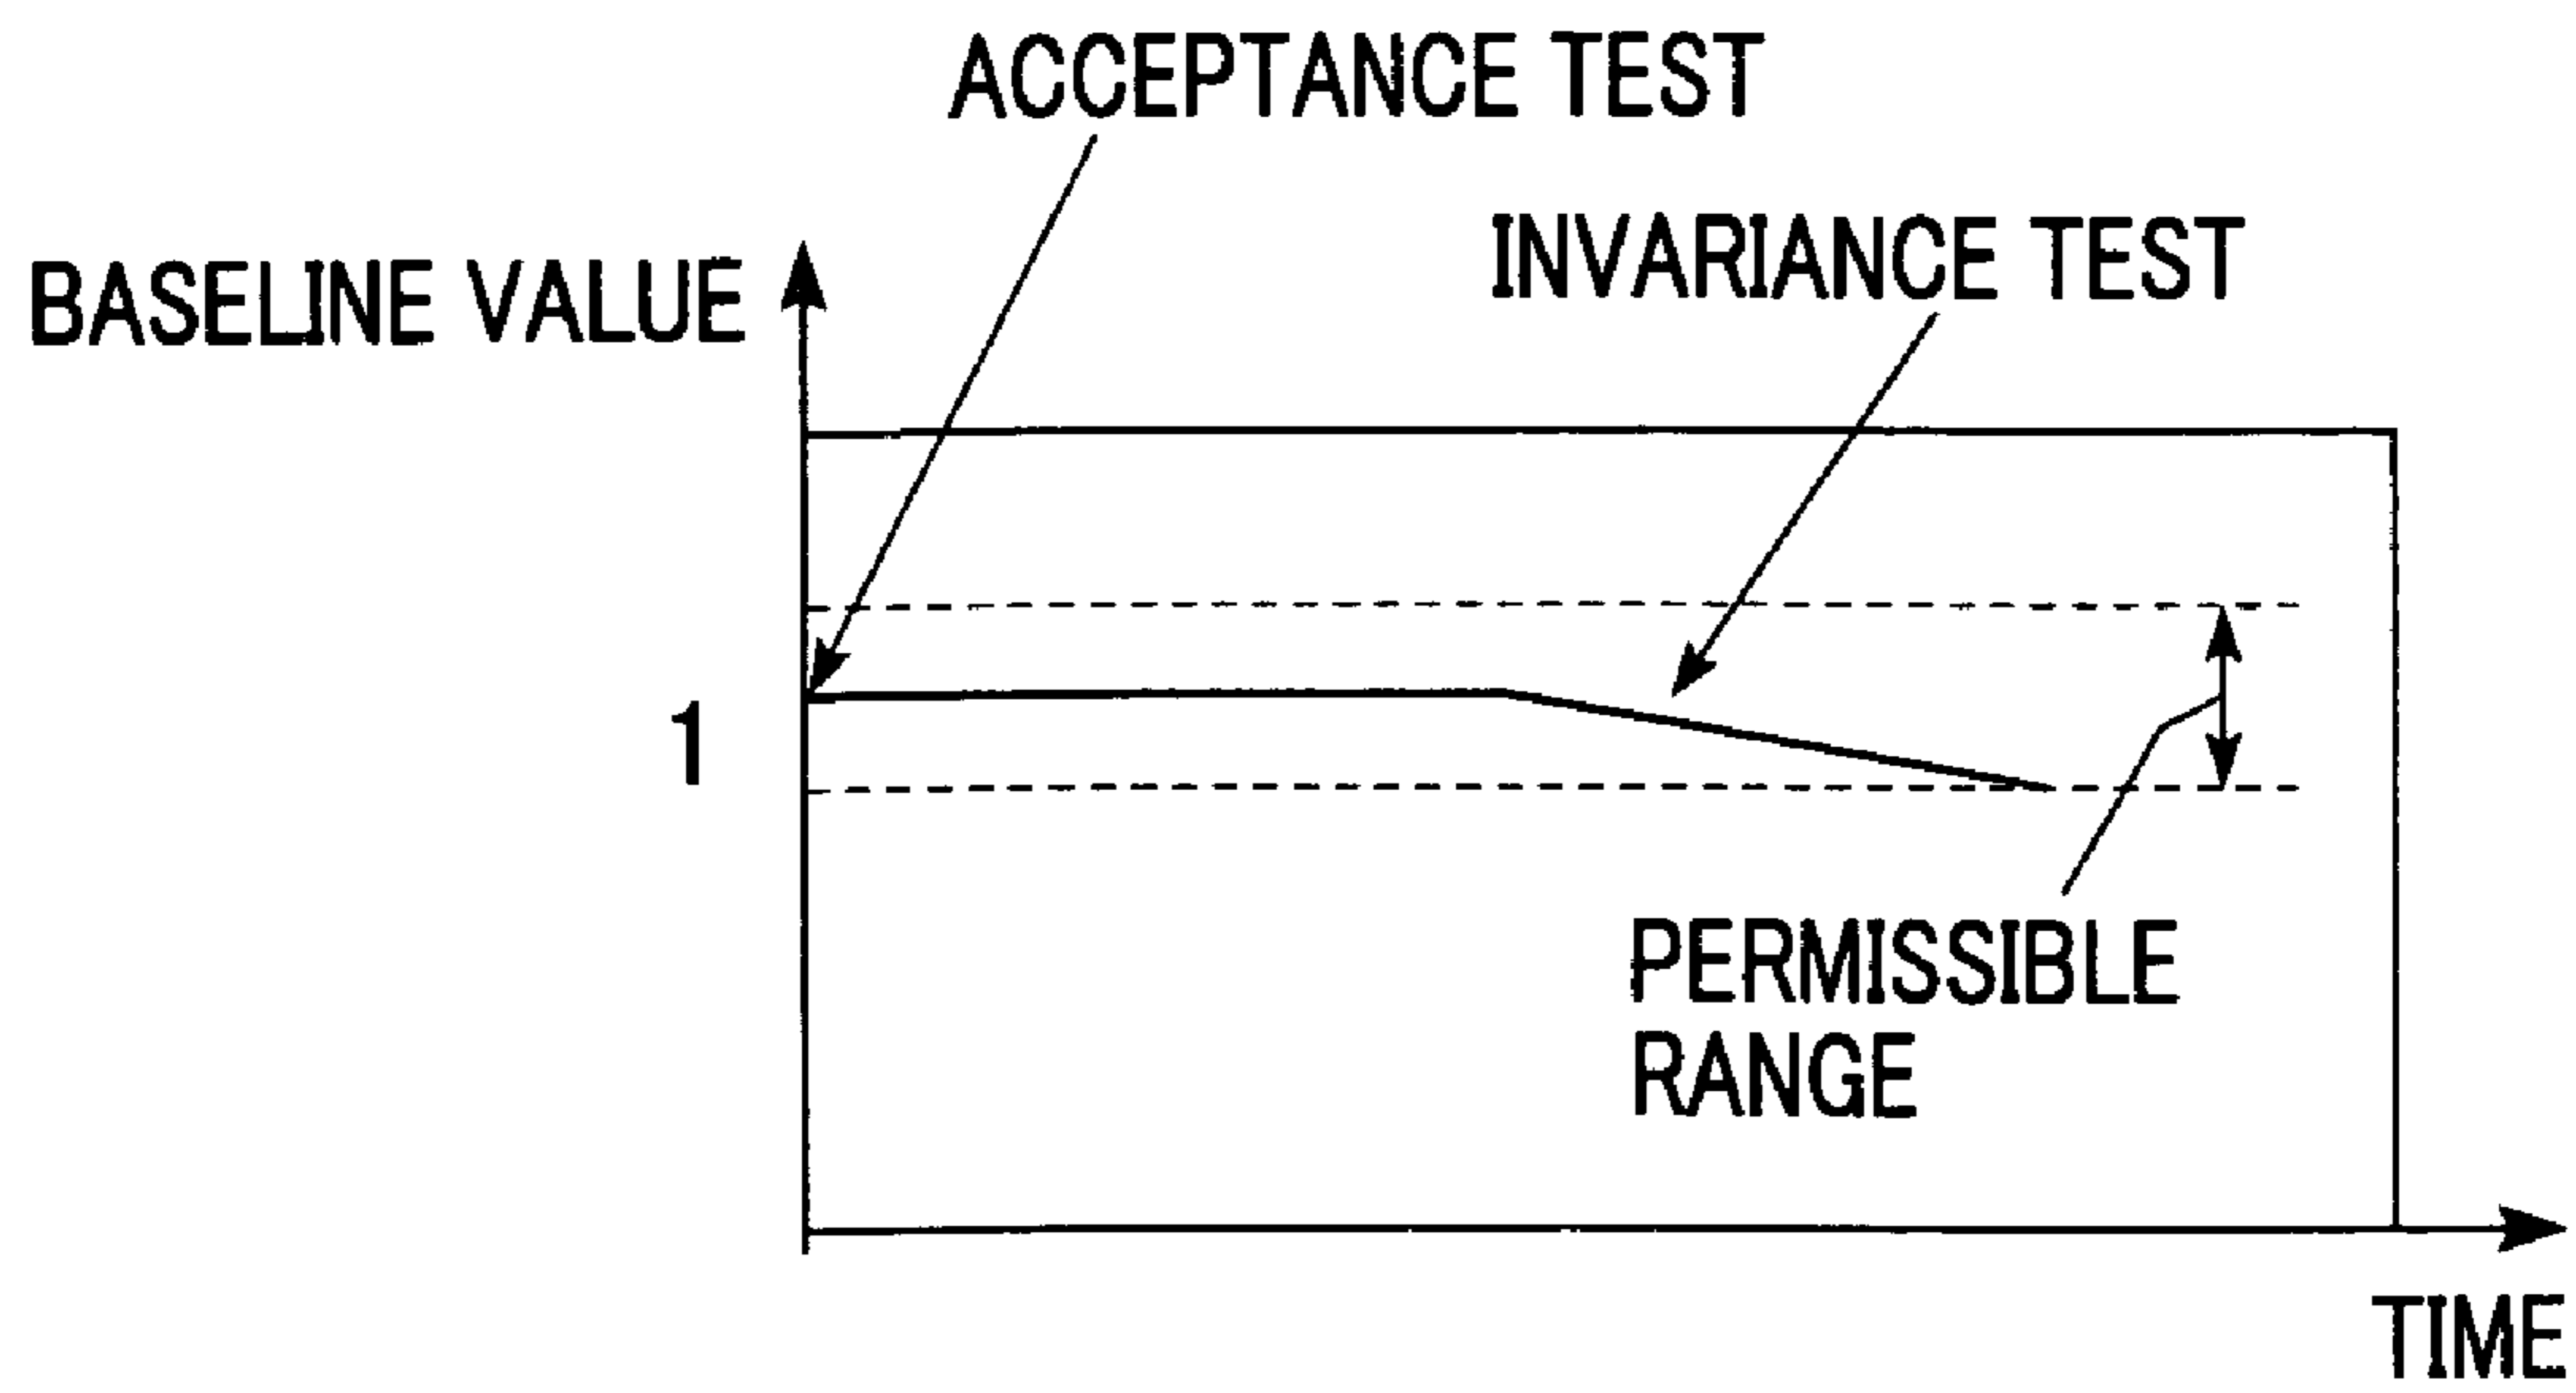 ACCEPTANCE TEST
INVARIANCE TEST
BASELINE VALUE
1
PERMISSIBLE
RANGE
TIME